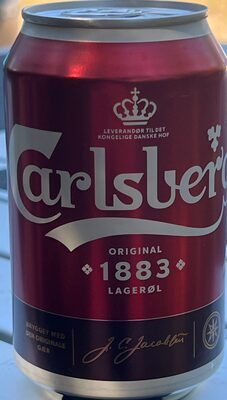 LEVERANDØR TIL DET
KONGELIGE DANSKE HOF
Carlsberg
ORIGINAL
1883
LAGERØL
BRYGGET MED
DEN ORIGINALE
GÆR
J. C. Jacobsen